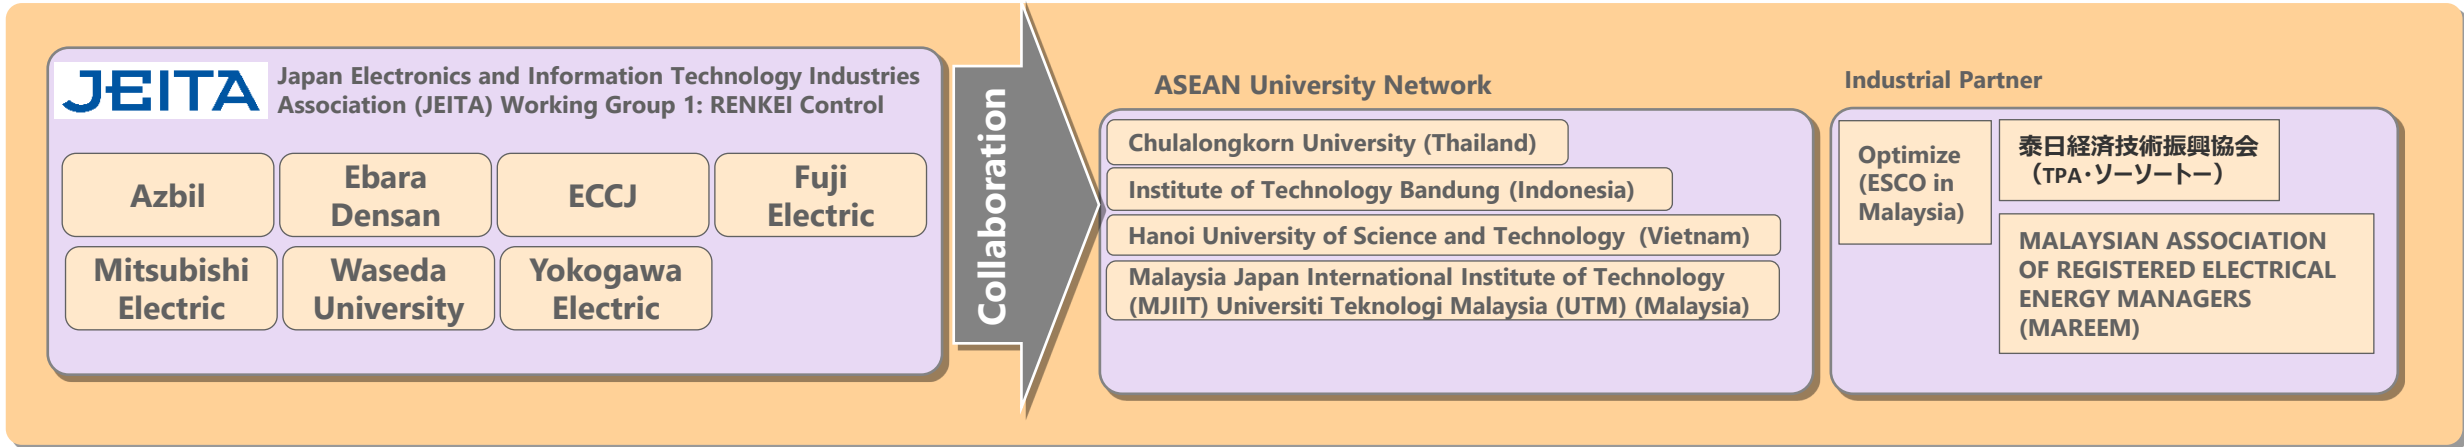 JEITA
Japan Electronics and Information Technology Industries
Association (JEITA) Working Group 1: RENKEI Control
Azbil
Ebara
Densan
ECCJ
Fuji
Electric
Mitsubishi
Electric
Waseda
University
Yokogawa
Electric
Collaboration
ASEAN University Network
Chulalongkorn University (Thailand)
Institute of Technology Bandung (Indonesia)
Hanoi University of Science and Technology (Vietnam)
Malaysia Japan International Institute of Technology
(MJIIT) Universiti Teknologi Malaysia (UTM) (Malaysia)
Industrial Partner
Optimize
(ESCO in
Malaysia)
泰日経済技術振興協会
（TPA・ソーソートー）
MALAYSIAN ASSOCIATION
OF REGISTERED ELECTRICAL
ENERGY MANAGERS
(MAREEM)